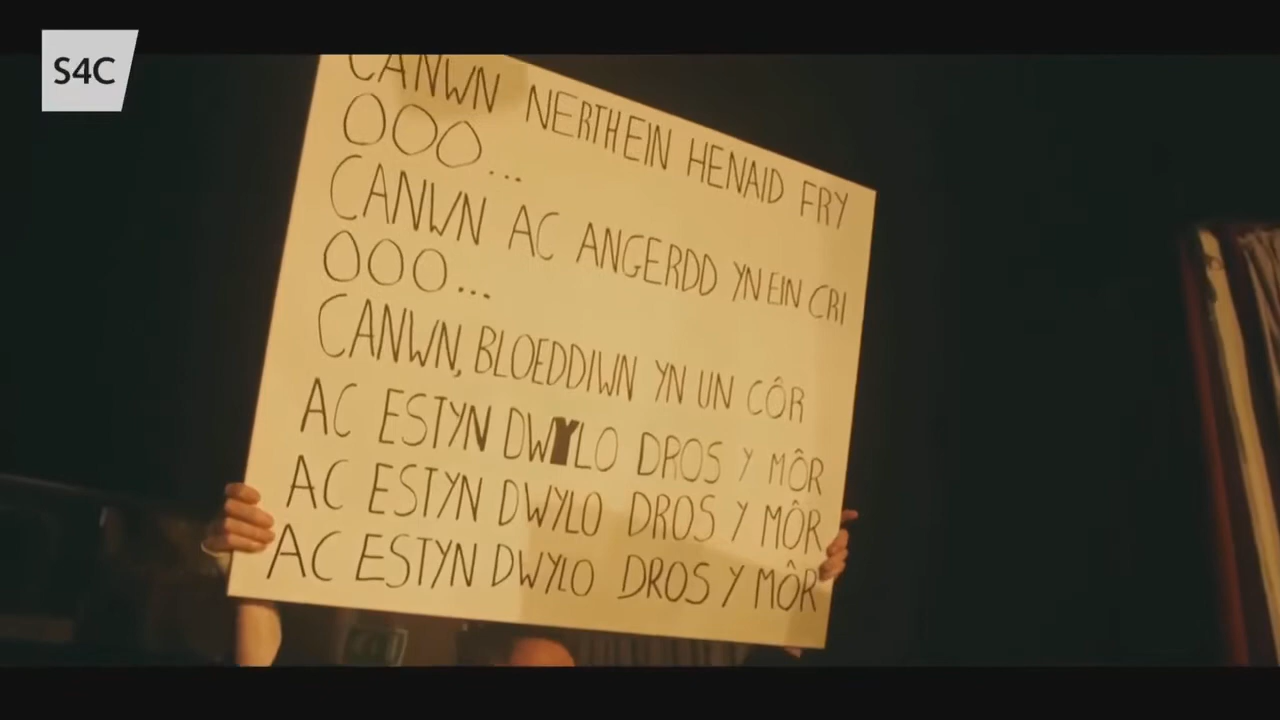 S4C
CANWN NERTH EIN HENAID FRY
OOO...
CANWN AC ANGERDD YN EIN CRI
OOO...
CANWN, BLOEDDIWN YN UN CÔR
AC ESTYN DWYLO DROS Y MÔR
AC ESTYN DWYLO DROS Y MÔR
AC ESTYN DWYLO DROS Y MÔR